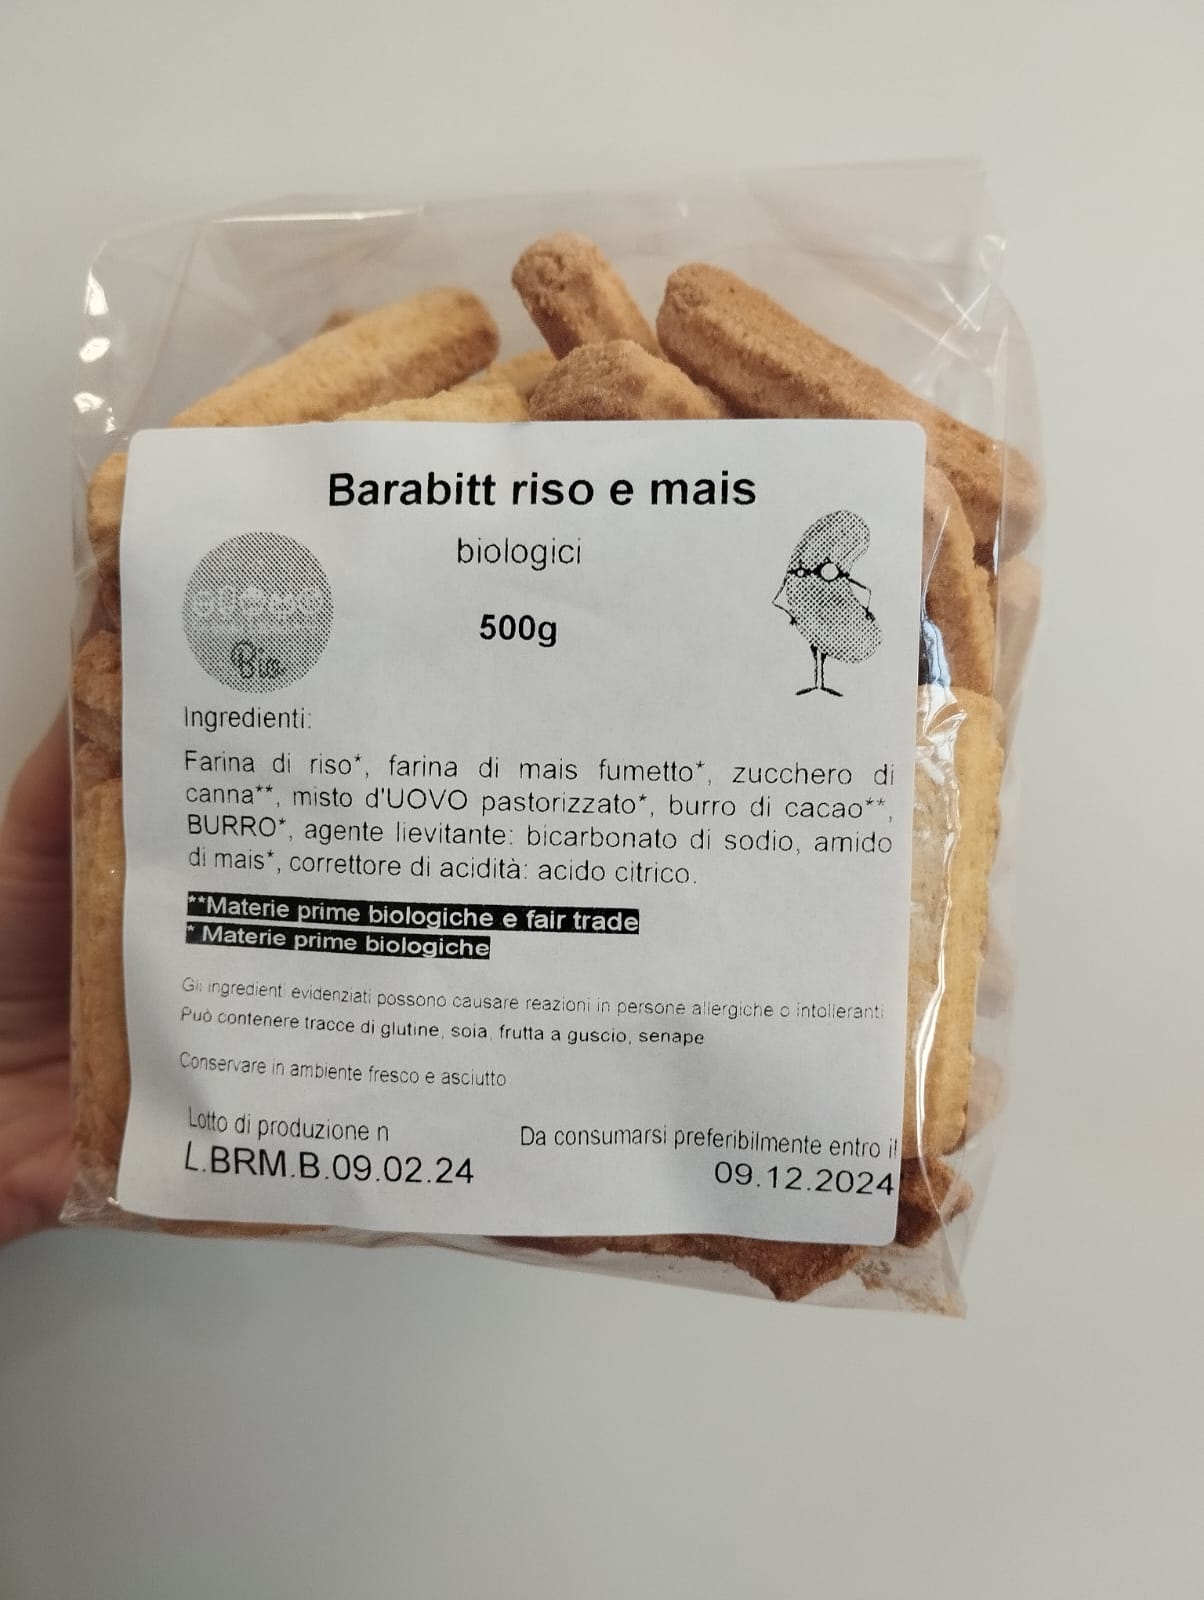 Barabitt riso e mais
biologici
500g
Bio
Ingredienti:
Farina di riso*, farina di mais fumetto*, zucchero di
canna**, misto d'UOVO pastorizzato*, burro di cacao**,
BURRO*, agente lievitante: bicarbonato di sodio, amido
di mais*, correttore di acidità: acido citrico.
**Materie prime biologiche e fair trade
* Materie prime biologiche
Gli ingredienti evidenziati possono causare reazioni in persone allergiche o intolleranti
Può contenere tracce di glutine, soia, frutta a guscio, senape
Conservare in ambiente fresco e asciutto
Lotto di produzione n
L.BRM.B.09.02.24
Da consumarsi preferibilmente entro il
09.12.2024